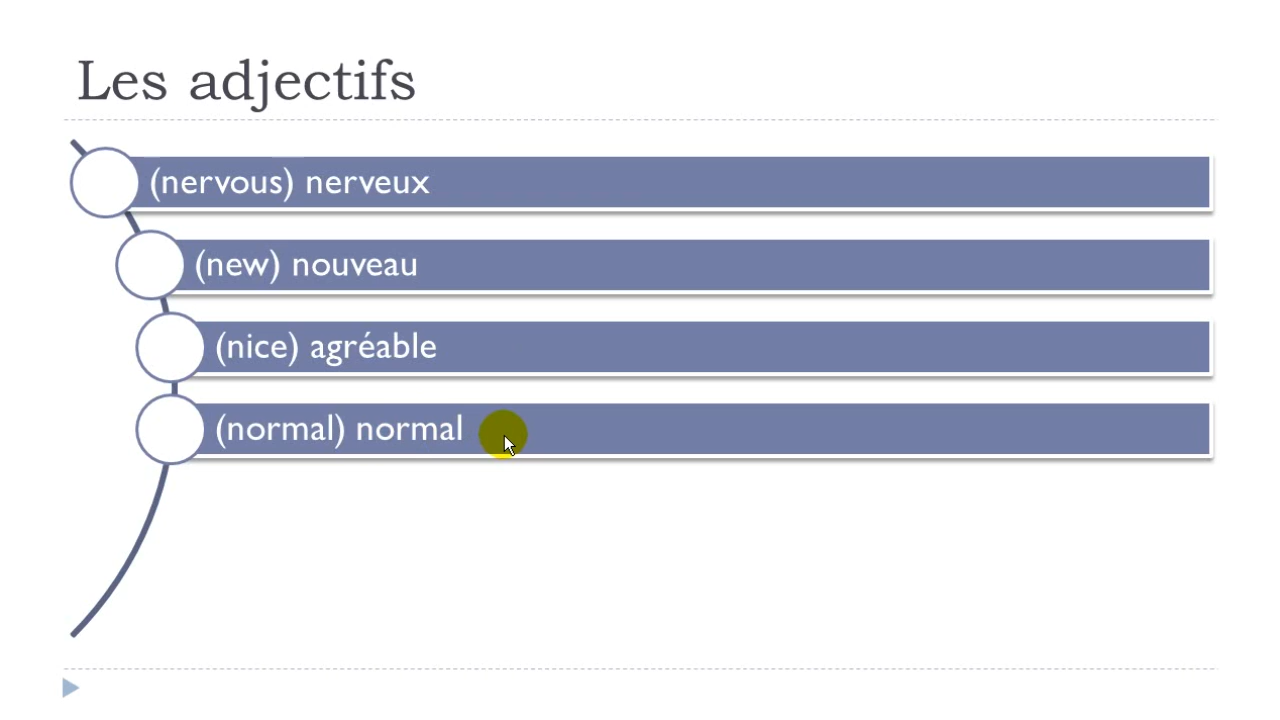 Les adjectifs
(nervous) nerveux
(new) nouveau
(nice) agréable
(normal) normal